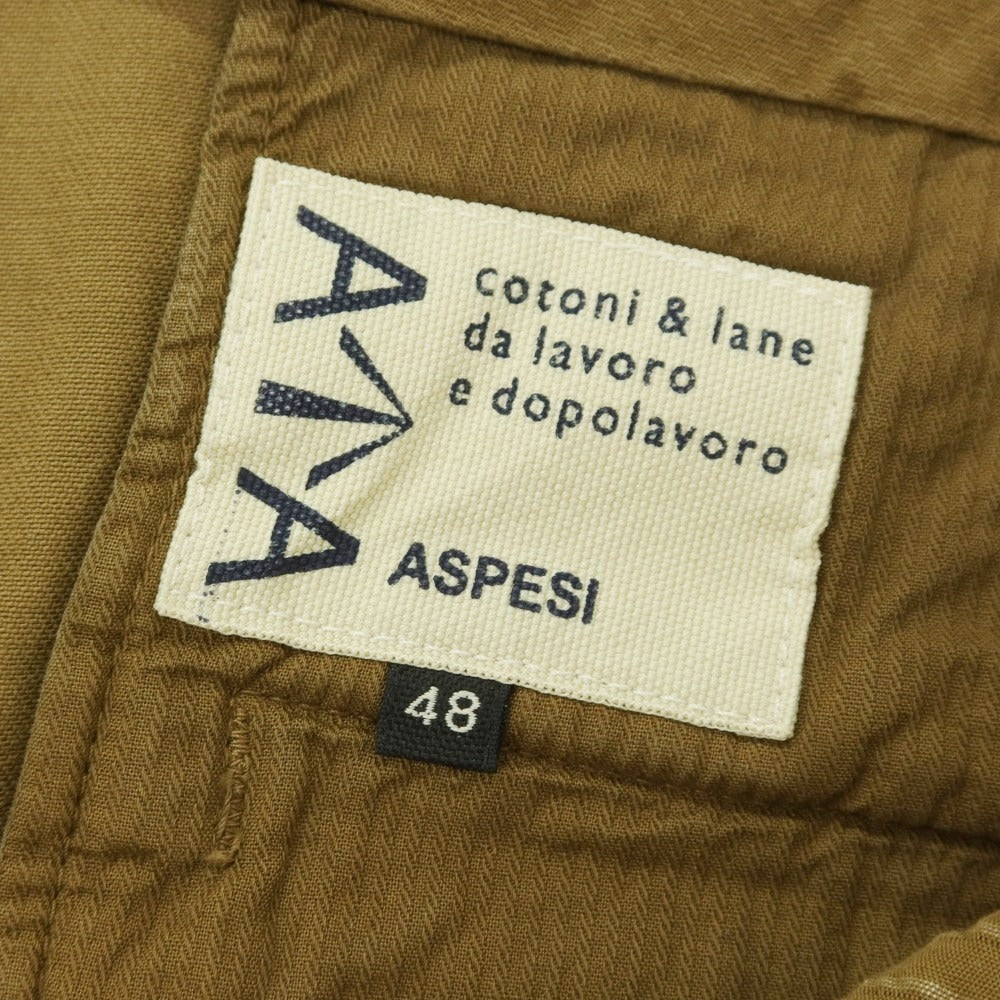 cotoni & lane
da lavoro
e dopolavoro
ASPESI
48